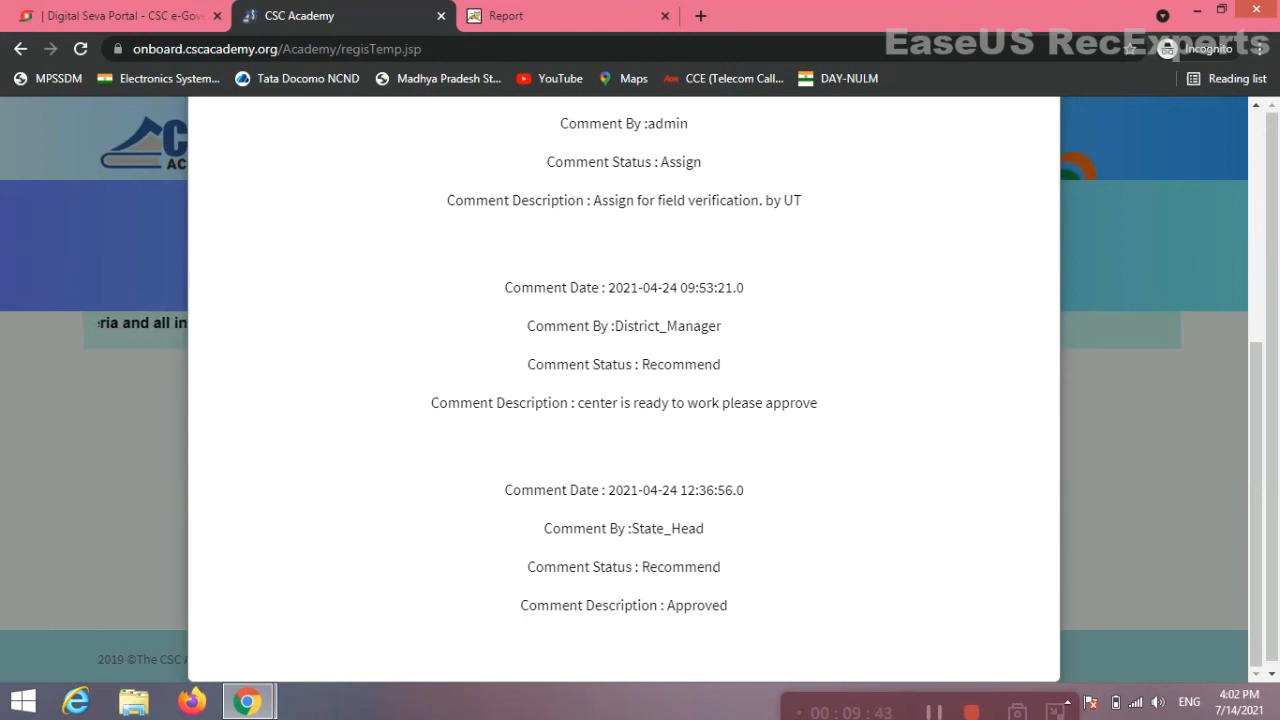 | Digital Seva Portal - CSC e-Gove
CSC Academy
Report
onboard.cscacademy.org/Academy/regisTemp.jsp
Incognito
EaseUS RecExperts
MPSSDM
Electronics System...
Tata Docomo NCND
Madhya Pradesh St...
YouTube
Maps
CCE (Telecom Call...
DAY-NULM
Reading list
Comment By :admin
Comment Status : Assign
Comment Description : Assign for field verification. by UT
Comment Date : 2021-04-24 09:53:21.0
Comment By :District_Manager
Comment Status : Recommend
Comment Description : center is ready to work please approve
eria and all in
Comment Date : 2021-04-24 12:36:56.0
Comment By :State_Head
Comment Status : Recommend
Comment Description : Approved
2019 ©The CSC A
ENG
4:02 PM
7/14/2021
00:09:43